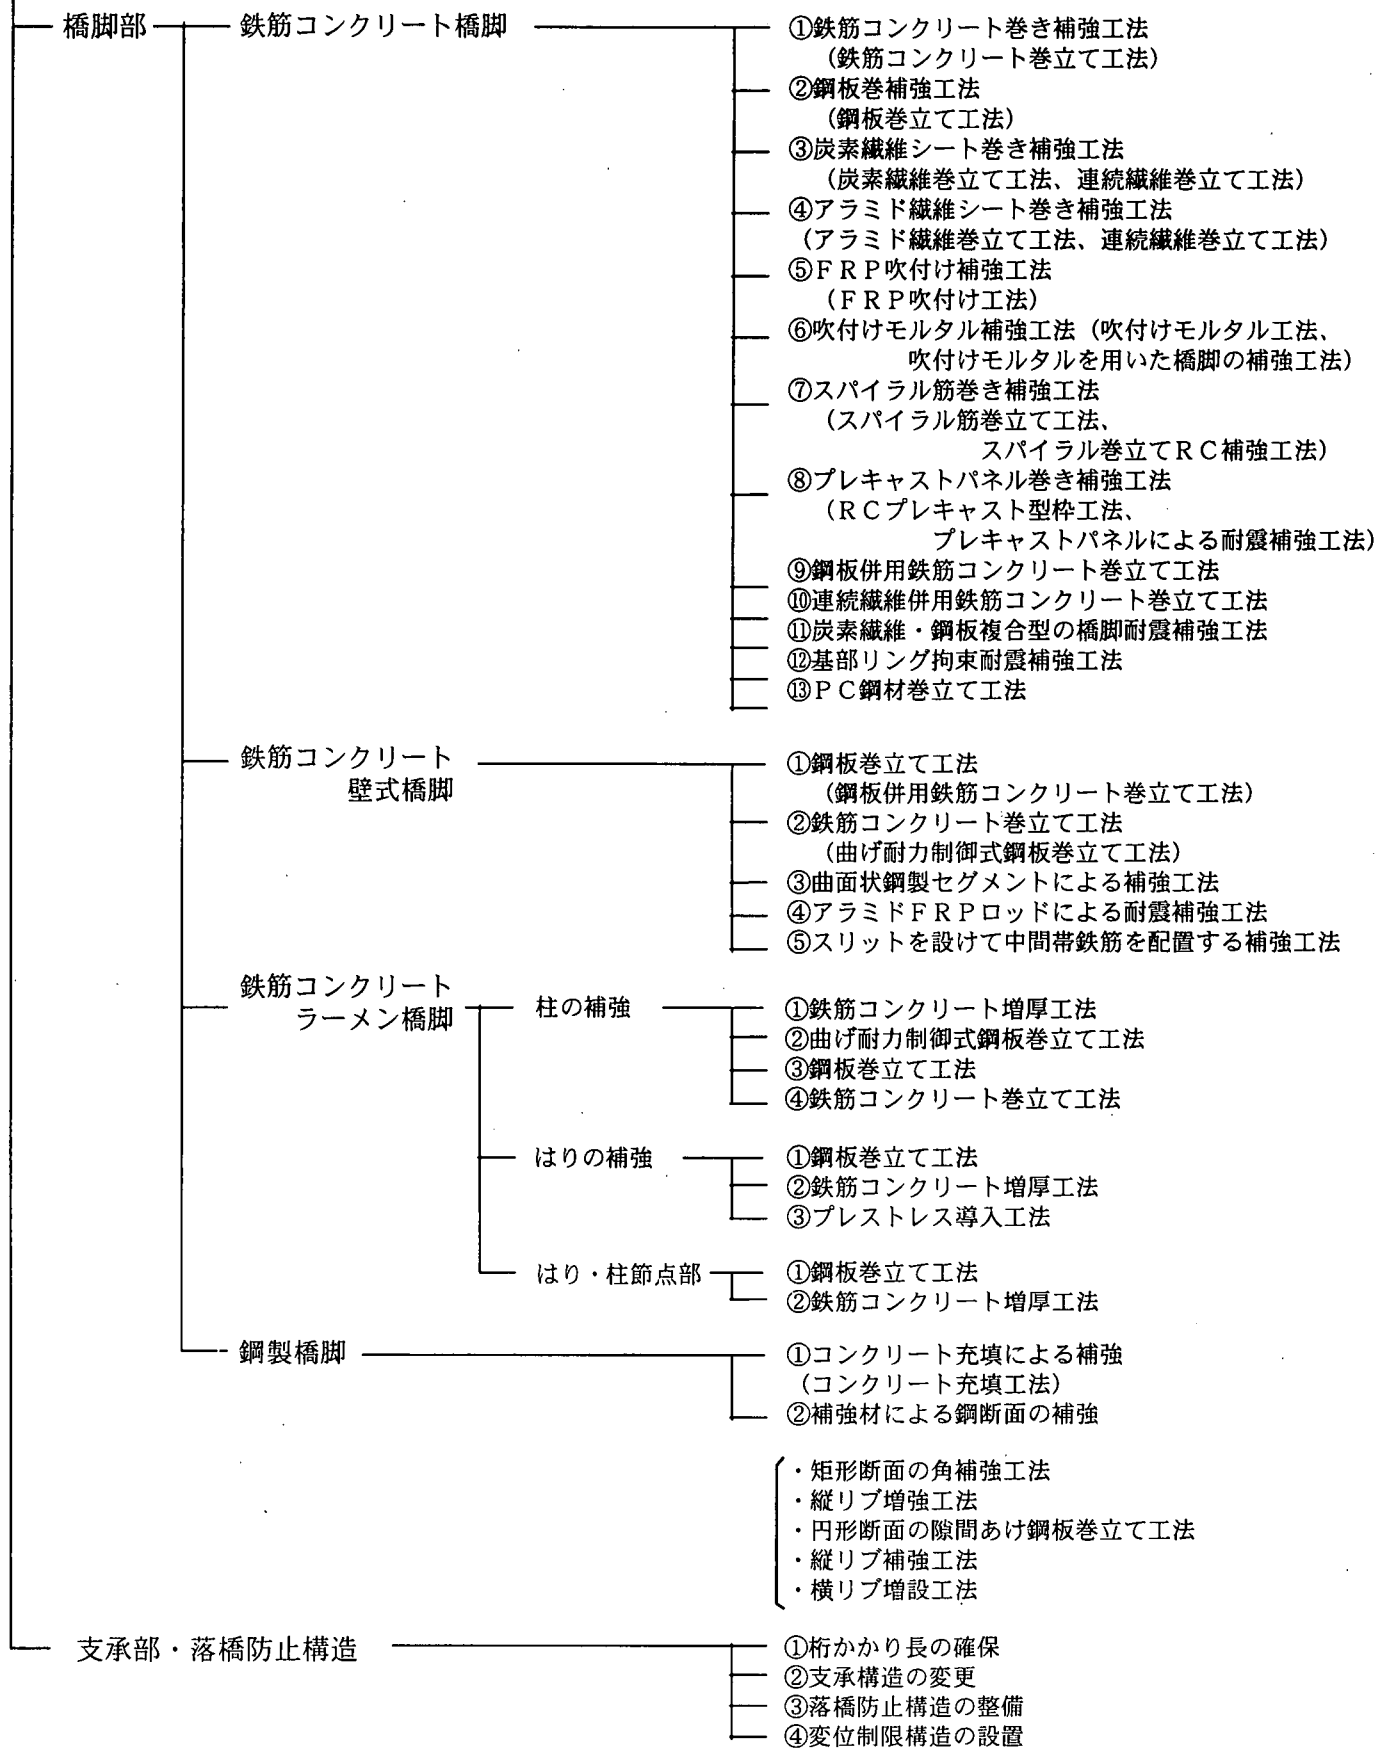 橋脚部
鉄筋コンクリート橋脚
①鉄筋コンクリート巻き補強工法
(鉄筋コンクリート巻立て工法)
②鋼板巻補強工法
(鋼板巻立て工法)
③炭素繊維シート巻き補強工法
(炭素繊維巻立て工法、連続繊維巻立て工法)
④アラミド繊維シート巻き補強工法
(アラミド繊維巻立て工法、連続繊維巻立て工法)
⑤FRP吹付け補強工法
(FRP吹付け工法)
⑥吹付けモルタル補強工法(吹付けモルタル工法、
吹付けモルタルを用いた橋脚の補強工法)
⑦スパイラル筋巻き補強工法
(スパイラル筋巻立て工法、
スパイラル巻立てRC補強工法)
⑧プレキャストパネル巻き補強工法
(RCプレキャスト型枠工法、
プレキャストパネルによる耐震補強工法)
⑨鋼板併用鉄筋コンクリート巻立て工法
⑩連続繊維併用鉄筋コンクリート巻立て工法
⑪炭素繊維・鋼板複合型の橋脚耐震補強工法
⑫基部リング拘束耐震補強工法
⑬PC鋼材巻立て工法
鉄筋コンクリート
壁式橋脚
①鋼板巻立て工法
(鋼板併用鉄筋コンクリート巻立て工法)
②鉄筋コンクリート巻立て工法
(曲げ耐力制御式鋼板巻立て工法)
③曲面状鋼製セグメントによる補強工法
④アラミドFRPロッドによる耐震補強工法
⑤スリットを設けて中間帯鉄筋を配置する補強工法
鉄筋コンクリート
ラーメン橋脚
柱の補強
①鉄筋コンクリート増厚工法
②曲げ耐力制御式鋼板巻立て工法
③鋼板巻立て工法
④鉄筋コンクリート巻立て工法
はりの補強
①鋼板巻立て工法
②鉄筋コンクリート増厚工法
③プレストレス導入工法
はり・柱節点部
①鋼板巻立て工法
②鉄筋コンクリート増厚工法
鋼製橋脚
①コンクリート充填による補強
(コンクリート充填工法)
②補強材による鋼断面の補強
・矩形断面の角補強工法
・縦リブ増強工法
・円形断面の隙間あけ鋼板巻立て工法
・縦リブ補強工法
・横リブ増設工法
支承部・落橋防止構造
①桁かかり長の確保
②支承構造の変更
③落橋防止構造の整備
④変位制限構造の設置